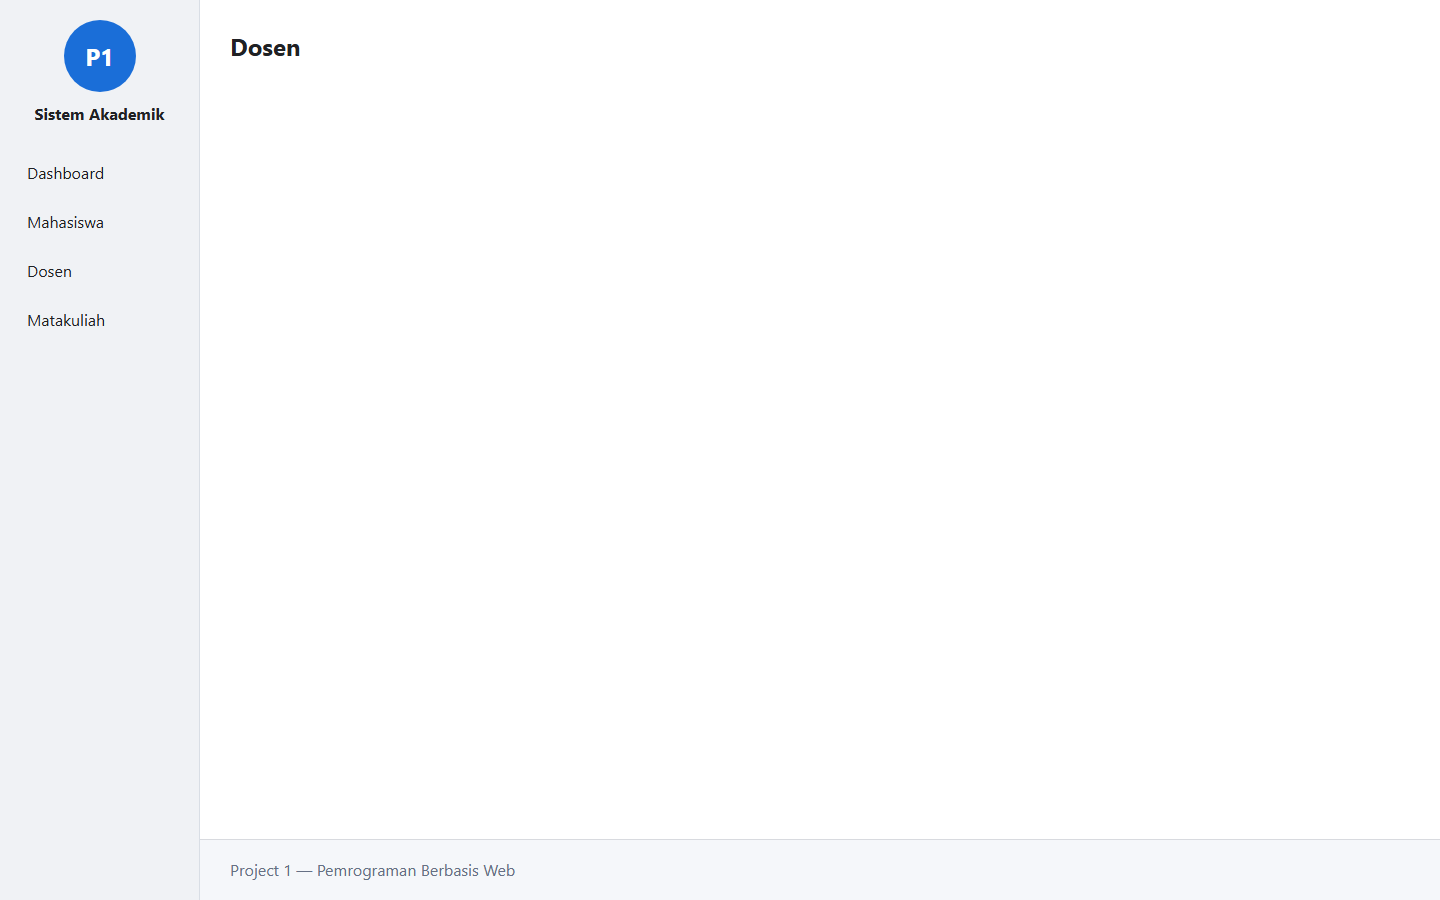 P1
Sistem Akademik
Dashboard
Mahasiswa
Dosen
Matakuliah
Dosen
Project 1 — Pemrograman Berbasis Web